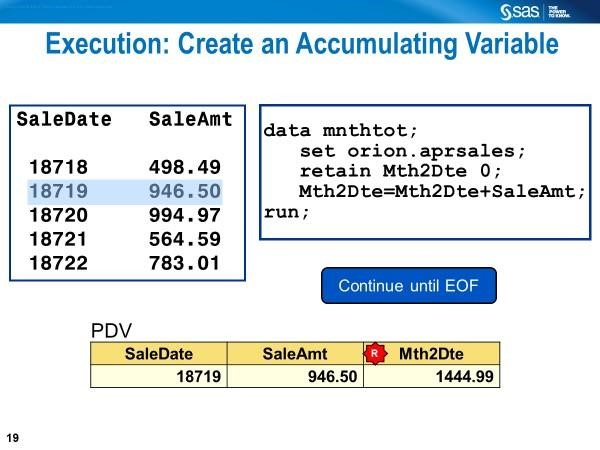 sas THE POWER TO KNOW.
Execution: Create an Accumulating Variable
SaleDate SaleAmt
18718 498.49
18719 946.50
18720 994.97
18721 564.59
18722 783.01
data mnthtot;
set orion.aprsales;
retain Mth2Dte 0;
Mth2Dte=Mth2Dte+SaleAmt;
run;
Continue until EOF
PDV
SaleDate SaleAmt R Mth2Dte
18719 946.50 1444.99
19